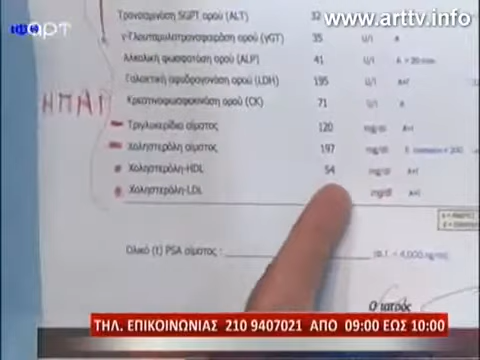 www.arttv.info
αρτ
Τρανσαμινάση SGPT ορού (ALT) 32 U/l
γ-Γλουταμυλοτρανσφεράση ορού (γGT) 35 U/l A
Αλκαλική φωσφατάση ορού (ALP) 41 U/l
Γαλακτική αφυδρογονάση ορού (LDH) 195 U/l
Κρεατινοφωσφοκινάση ορού (CK) 71 U/l A
ΗΠΑΡ
Τριγλυκερίδια αίματος 120 mg/dl
Χοληστερόλη αίματος 197 mg/dl
Χοληστερόλη-HDL 54 mg/dl
Χοληστερόλη-LDL mg/dl
Ολικό (t) PSA αίματος :
Ο ιατρός
ΤΗΛ. ΕΠΙΚΟΙΝΩΝΙΑΣ 210 9407021 ΑΠΟ 09:00 ΕΩΣ 10:00